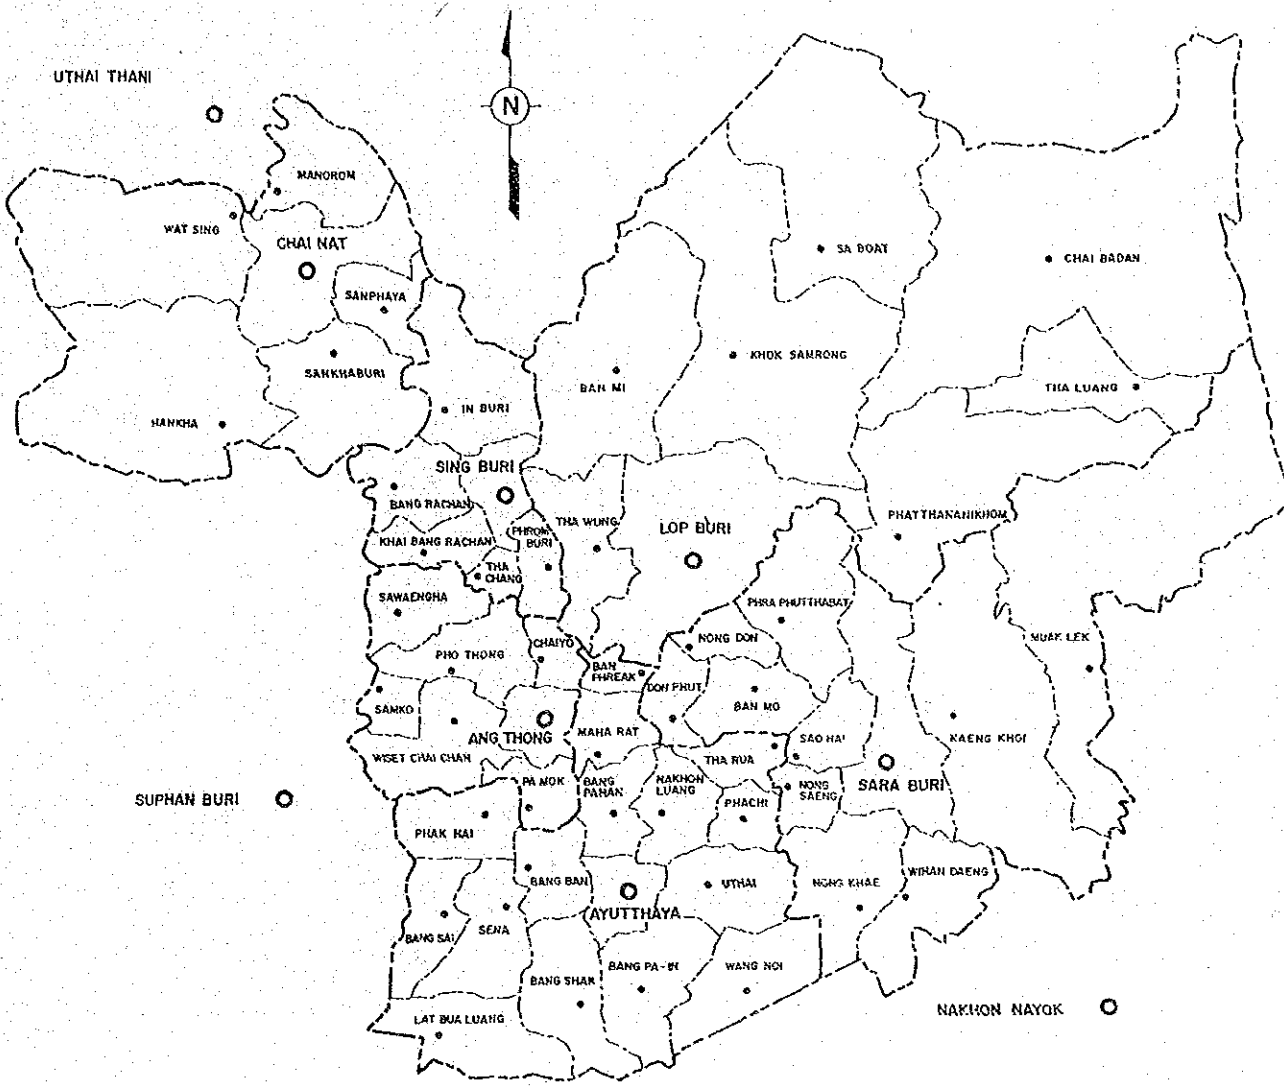 UTHAI THANI
N
MANOROM
WAT SING
CHAI NAT
SANPHAYA
SANKHABURI
HANKHA
IN BURI
BAN MI
KHOK SAMRONG
SA BOAT
CHAI BADAN
THA LUANG
SING BURI
BANG RACHAN
KHAI BANG RACHAN
PHROM
BURI
THA
CHANG
THA WUNG
LOP BURI
PHATTHANANIKHOM
SAWAENGHA
PHO THONG
CHAIYO
BAN
PHREAK
NONG DON
PHRA PHUTTHABAT
MUAK LEK
SAMKO
WISET CHAI CHAN
ANG THONG
MAHA RAT
DON PHUT
BAN MO
SAO HAI
KAENG KHOI
THA RUA
SUPHAN BURI
PA MOK
BANG
PAHAN
NAKHON
LUANG
PHACHI
NONG
SAENG
SARA BURI
PHAK HAI
BANG BAN
UTHAI
NONG KHAE
WIHAN DAENG
AYUTTHAYA
BANG SAI
SENA
BANG SHAK
BANG PA-IN
WANG NOI
LAT BUA LUANG
NAKHON NAYOK